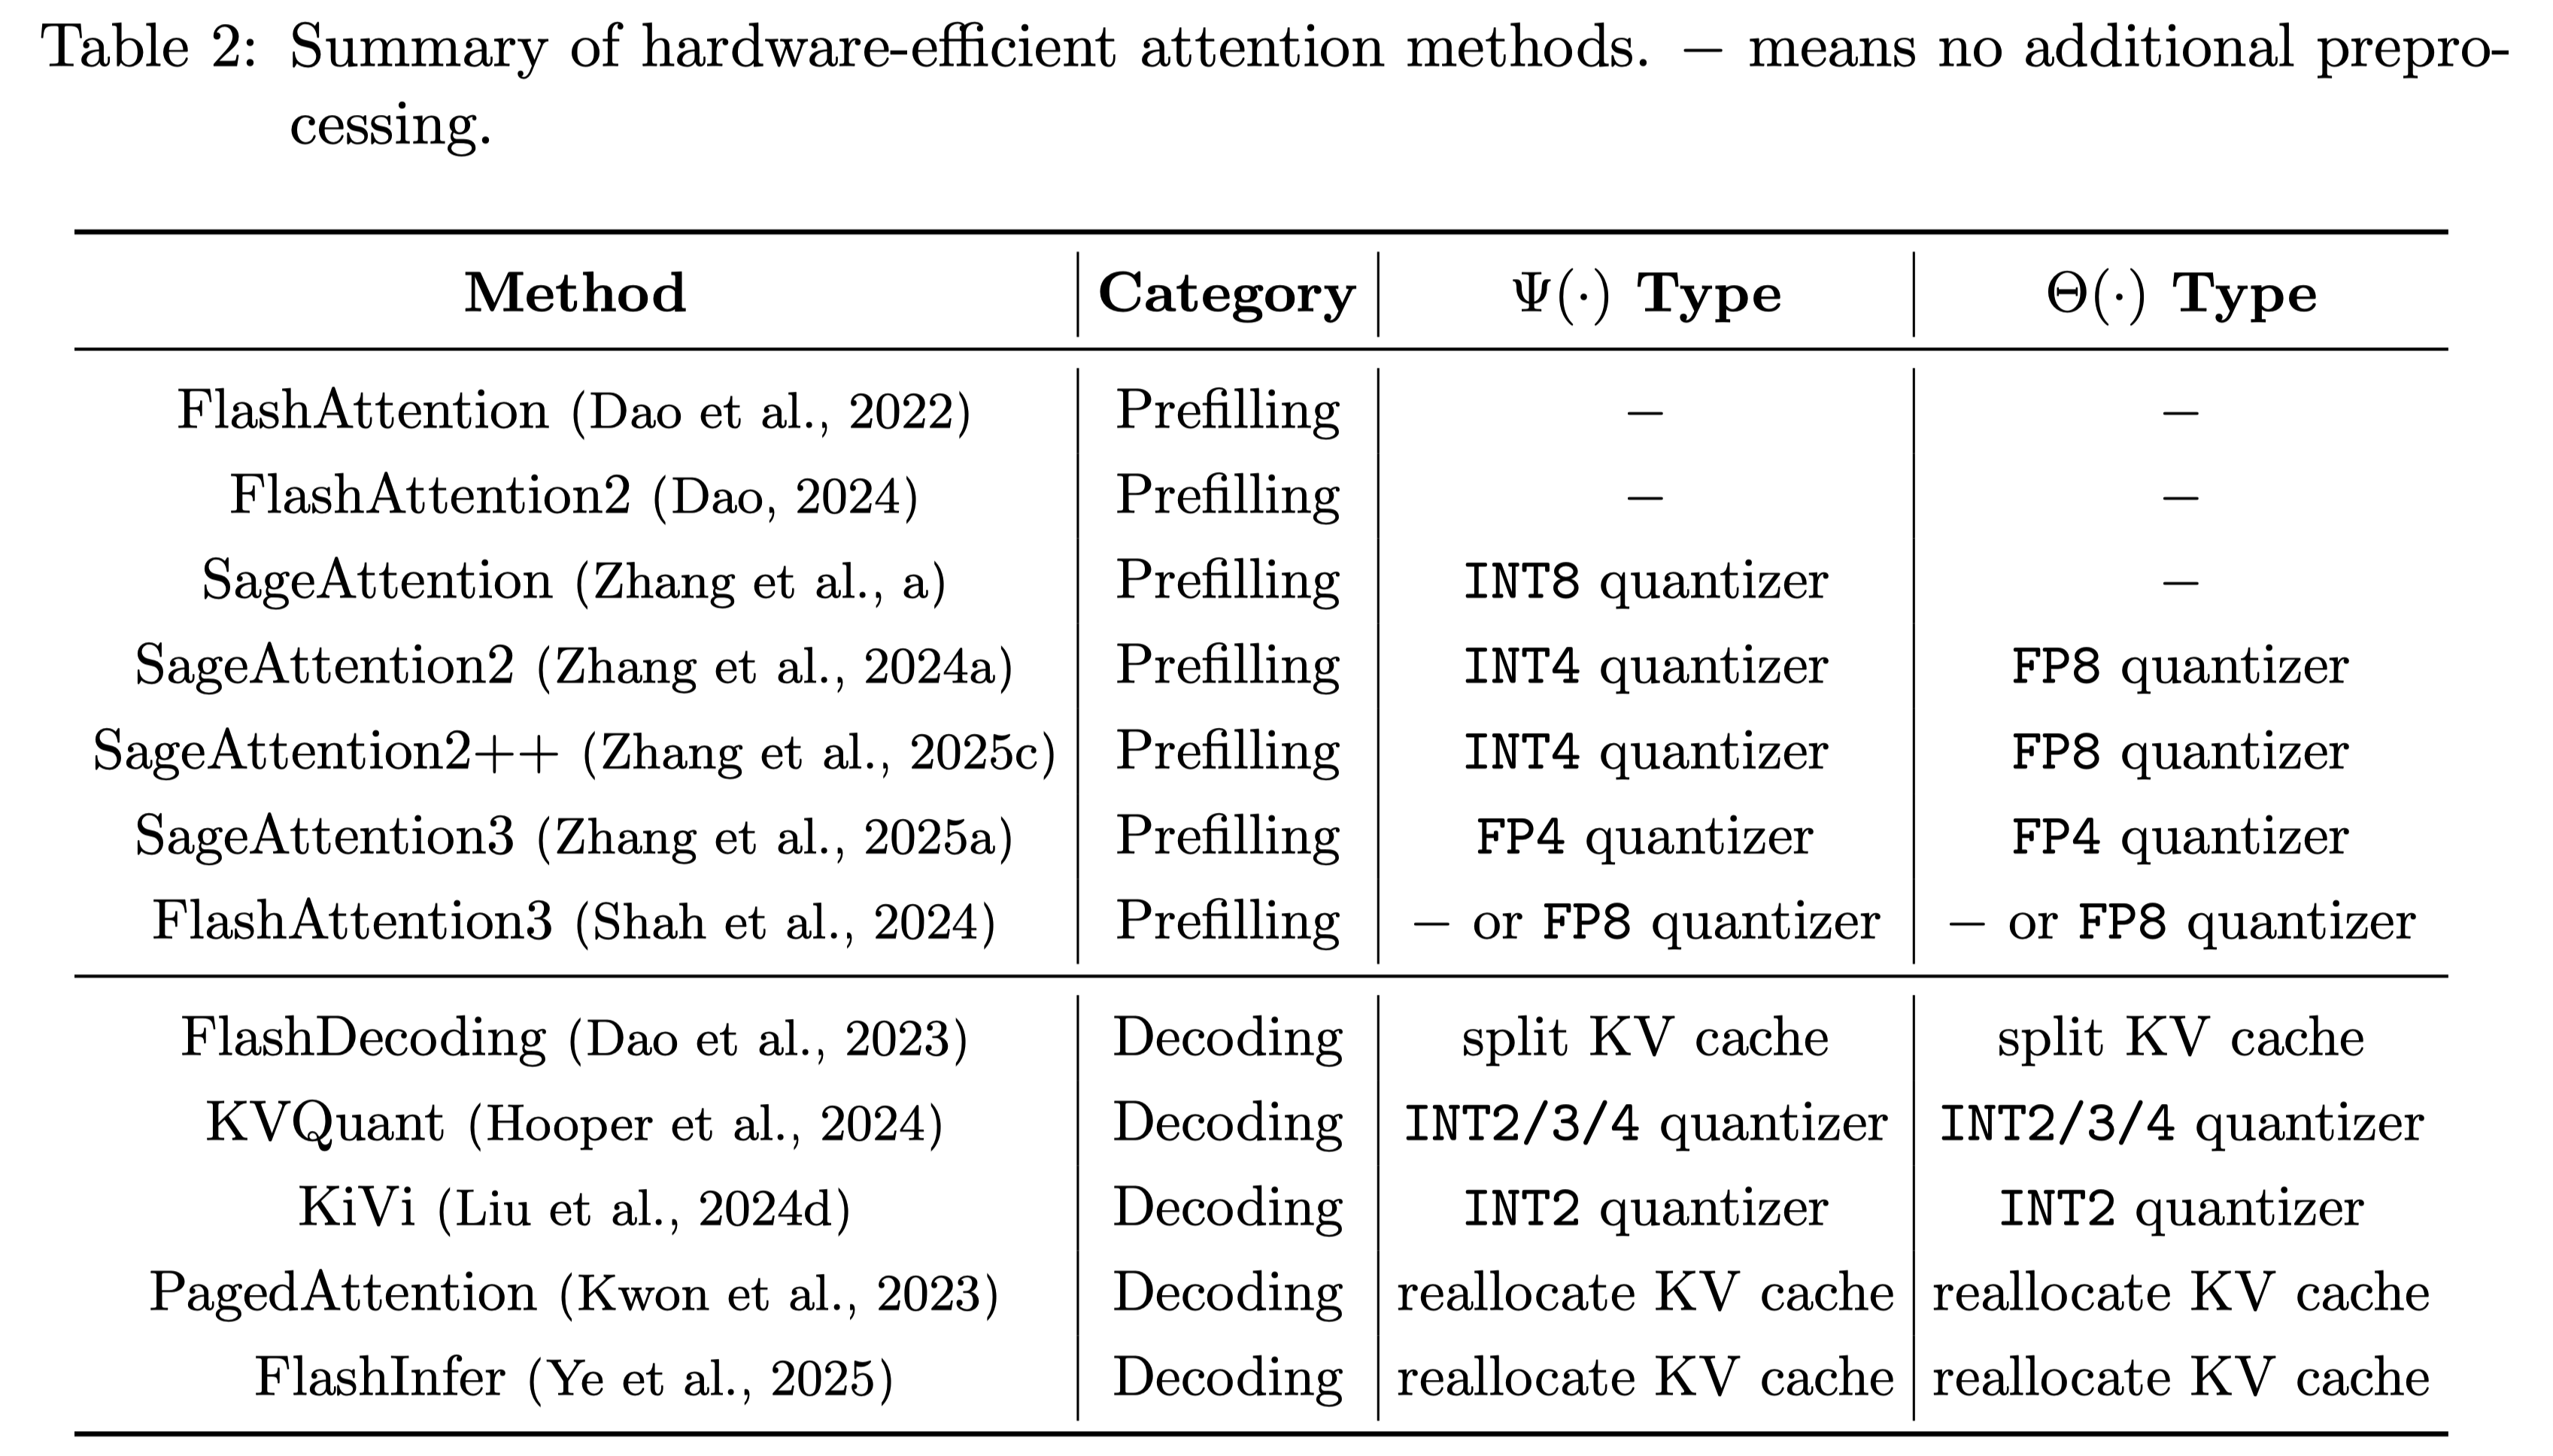 Table 2: Summary of hardware-efficient attention methods. − means no additional prepro-
cessing.
Method Category Ψ(·) Type Θ(·) Type
FlashAttention (Dao et al., 2022) Prefilling − −
FlashAttention2 (Dao, 2024) Prefilling − −
SageAttention (Zhang et al., a) Prefilling INT8 quantizer −
SageAttention2 (Zhang et al., 2024a) Prefilling INT4 quantizer FP8 quantizer
SageAttention2++ (Zhang et al., 2025c) Prefilling INT4 quantizer FP8 quantizer
SageAttention3 (Zhang et al., 2025a) Prefilling FP4 quantizer FP4 quantizer
FlashAttention3 (Shah et al., 2024) Prefilling − or FP8 quantizer − or FP8 quantizer
FlashDecoding (Dao et al., 2023) Decoding split KV cache split KV cache
KVQuant (Hooper et al., 2024) Decoding INT2/3/4 quantizer INT2/3/4 quantizer
KiVi (Liu et al., 2024d) Decoding INT2 quantizer INT2 quantizer
PagedAttention (Kwon et al., 2023) Decoding reallocate KV cache reallocate KV cache
FlashInfer (Ye et al., 2025) Decoding reallocate KV cache reallocate KV cache